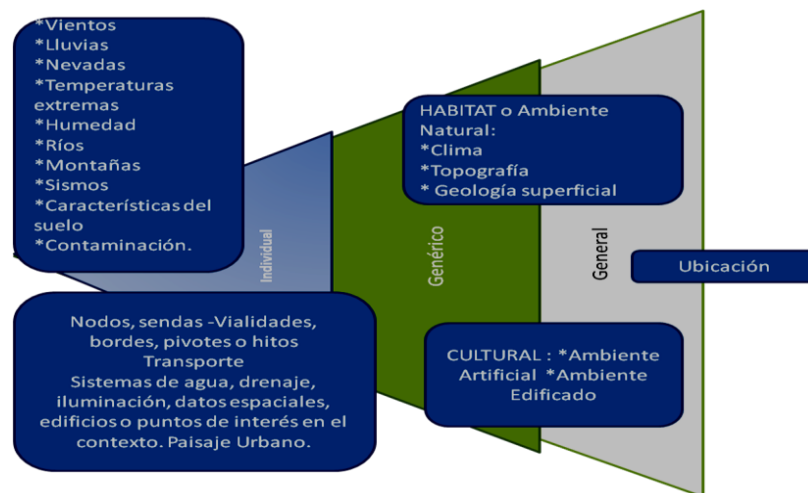 *Vientos
*Lluvias
*Nevadas
*Temperaturas
extremas
*Humedad
*Ríos
*Montañas
*Sismos
*Características del
suelo
*Contaminación.
Individual
Nodos, sendas -Vialidades,
bordes, pivotes o hitos
Transporte
Sistemas de agua, drenaje,
iluminación, datos espaciales,
edificios o puntos de interés en el
contexto. Paisaje Urbano.
Genérico
HABITAT o Ambiente
Natural:
*Clima
*Topografía
* Geología superficial
CULTURAL : *Ambiente
Artificial *Ambiente
Edificado
General
Ubicación